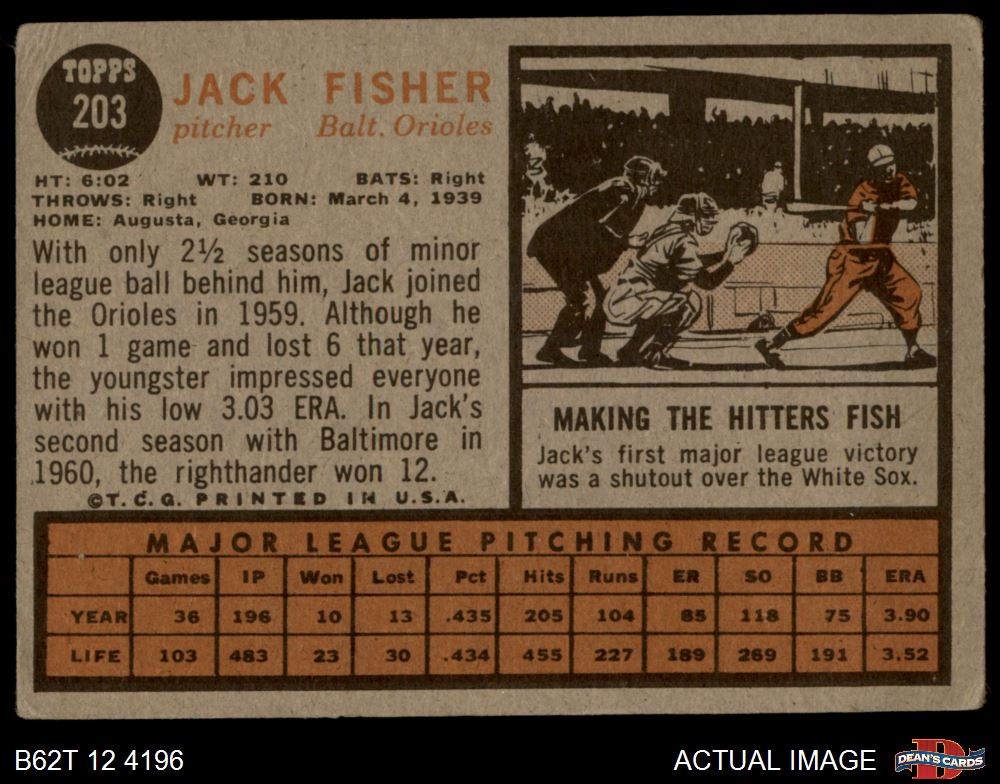 TOPPS
203
JACK FISHER
pitcher Balt. Orioles
HT: 6:02 WT: 210 BATS: Right
THROWS: Right BORN: March 4, 1939
HOME: Augusta, Georgia
With only 2½ seasons of minor
league ball behind him, Jack joined
the Orioles in 1959. Although he
won 1 game and lost 6 that year,
the youngster impressed everyone
with his low 3.03 ERA. In Jack's
second season with Baltimore in
1960, the righthander won 12.
©T.C.G. PRINTED IN U.S.A.
MAKING THE HITTERS FISH
Jack's first major league victory
was a shutout over the White Sox.
MAJOR LEAGUE PITCHING RECORD
Games IP Won Lost Pct Hits Runs ER SO BB ERA
YEAR 36 196 10 13 .435 205 104 85 118 75 3.90
LIFE 103 483 23 30 .434 455 227 189 269 191 3.52
B62T 12 4196 ACTUAL IMAGE
D
DEAN'S CARDS